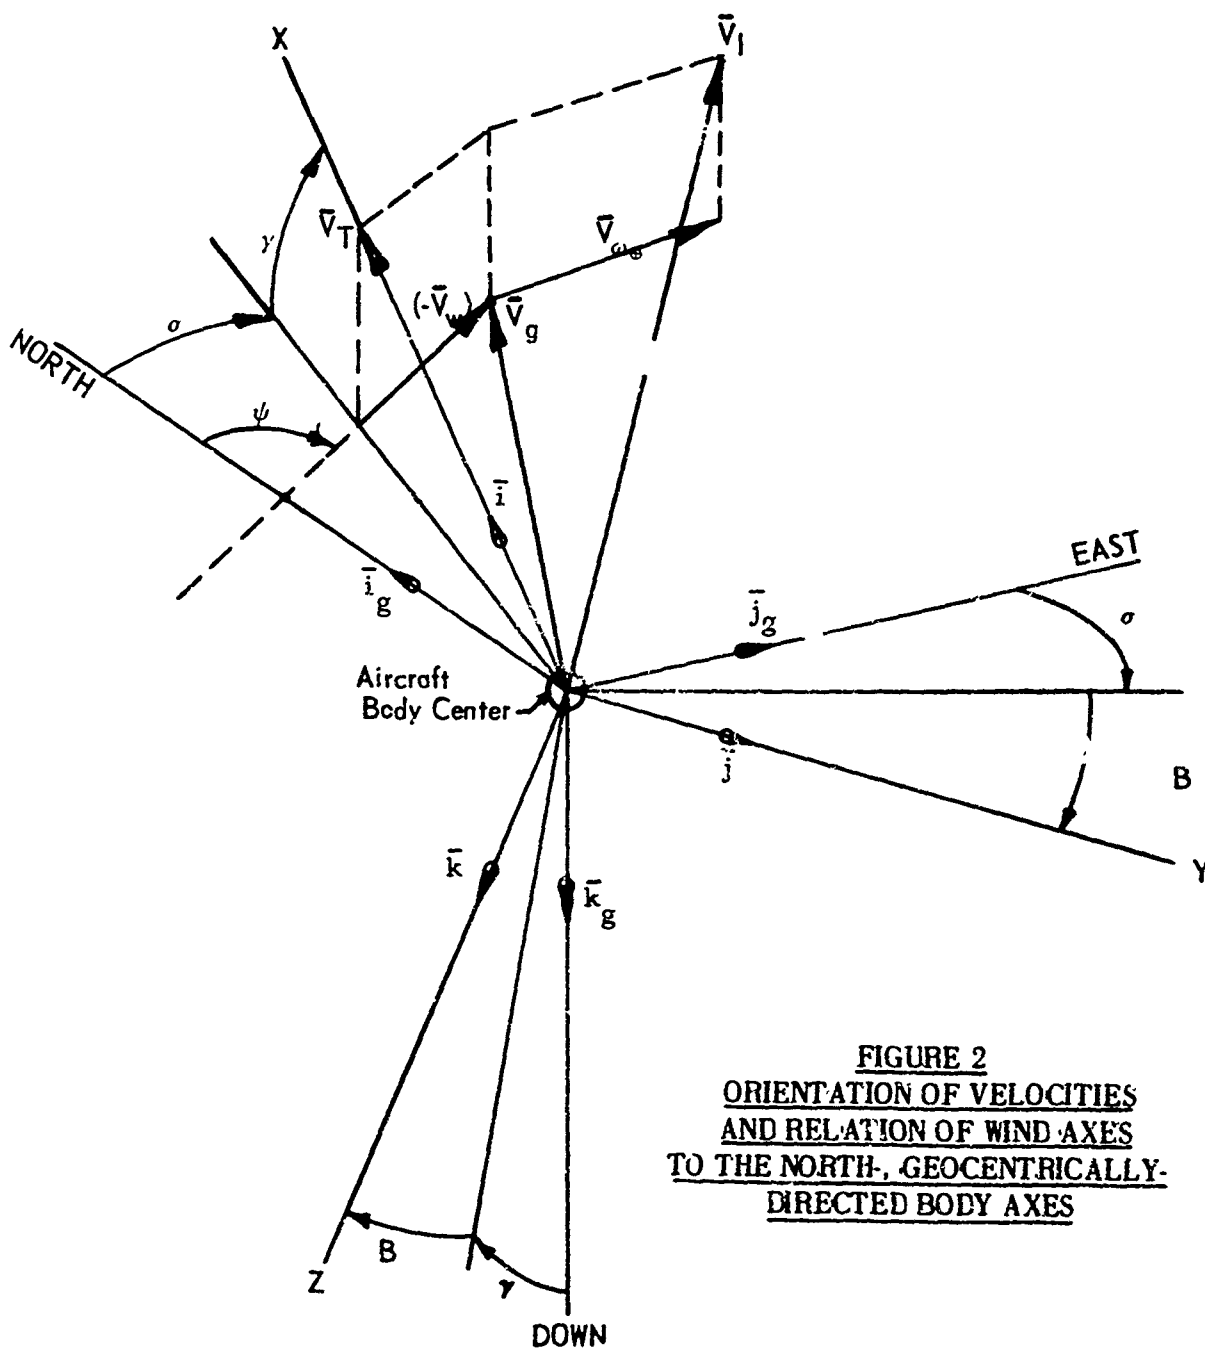 X
V̄I
γ
V̄T
V̄ω⊕
(-V̄w)
V̄g
σ
NORTH
ψ
ī
īg
EAST
j̄g
σ
Aircraft
Body Center
j̄
B
Y
k̄
k̄g
B
Z
γ
DOWN
FIGURE 2
ORIENTATION OF VELOCITIES
AND RELATION OF WIND AXES
TO THE NORTH-, GEOCENTRICALLY-
DIRECTED BODY AXES